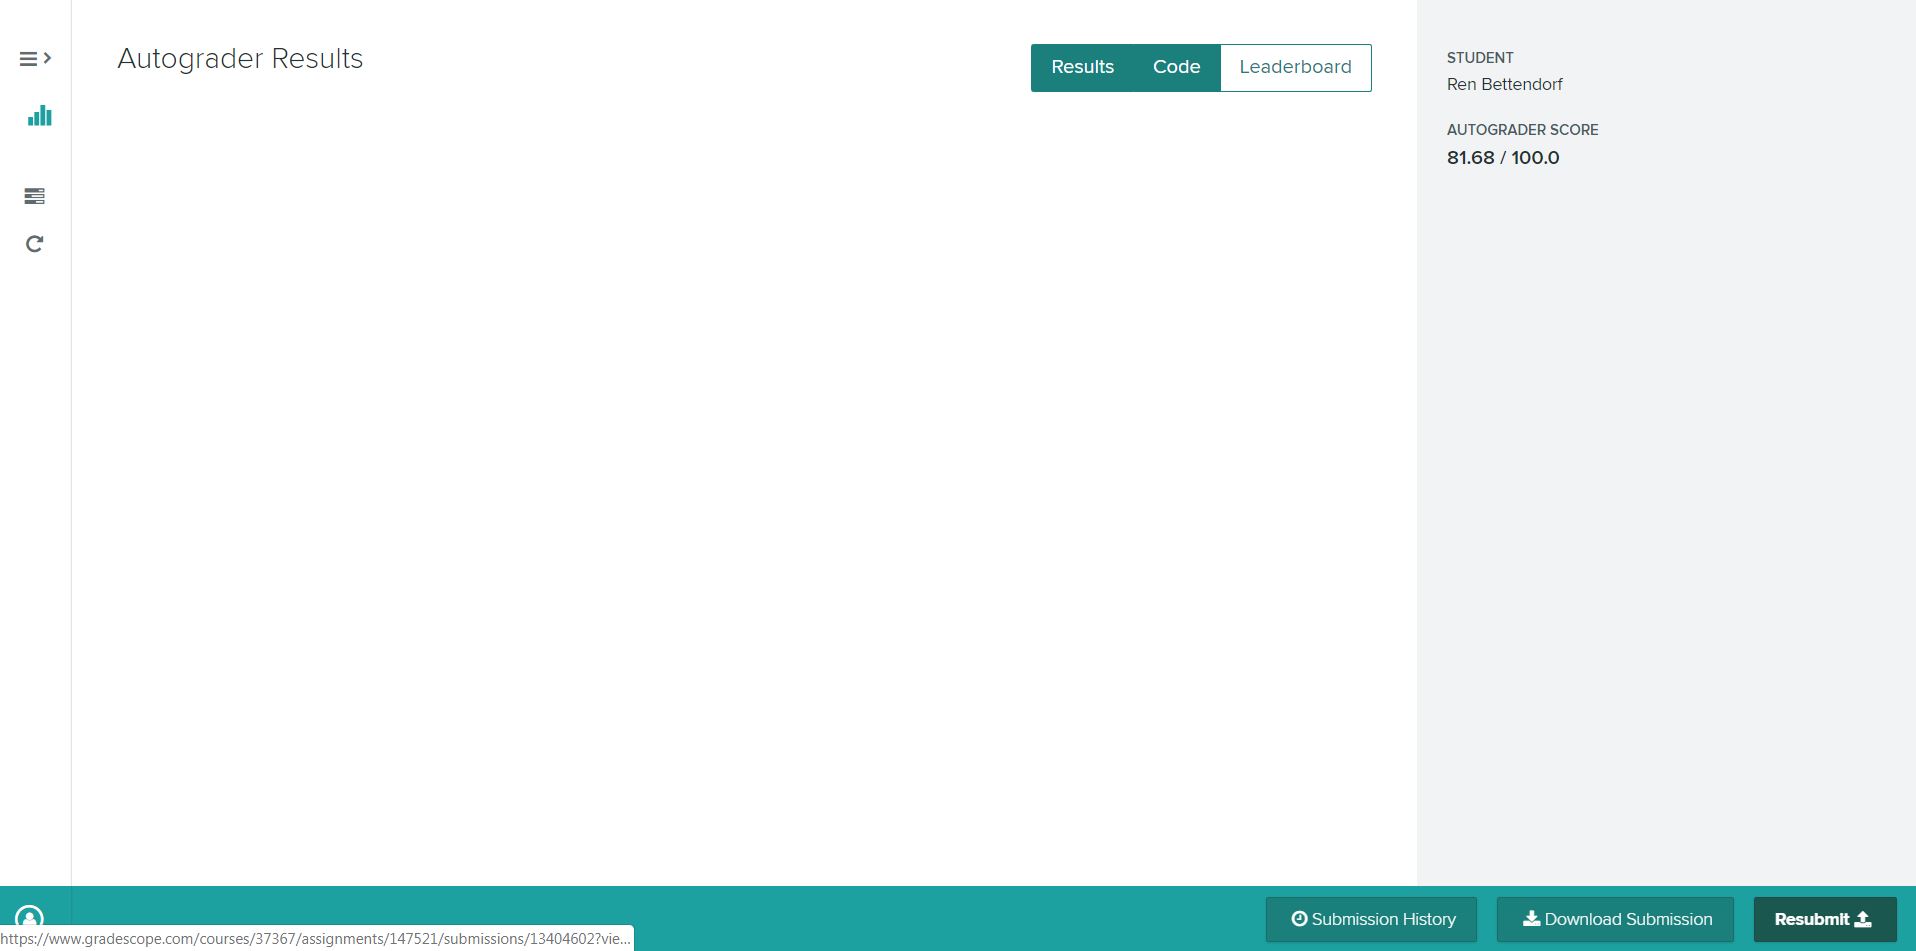 Autograder Results
Results Code Leaderboard
STUDENT
Ren Bettendorf
AUTOGRADER SCORE
81.68 / 100.0
Submission History Download Submission Resubmit
https://www.gradescope.com/courses/37367/assignments/147521/submissions/13404602?vie...